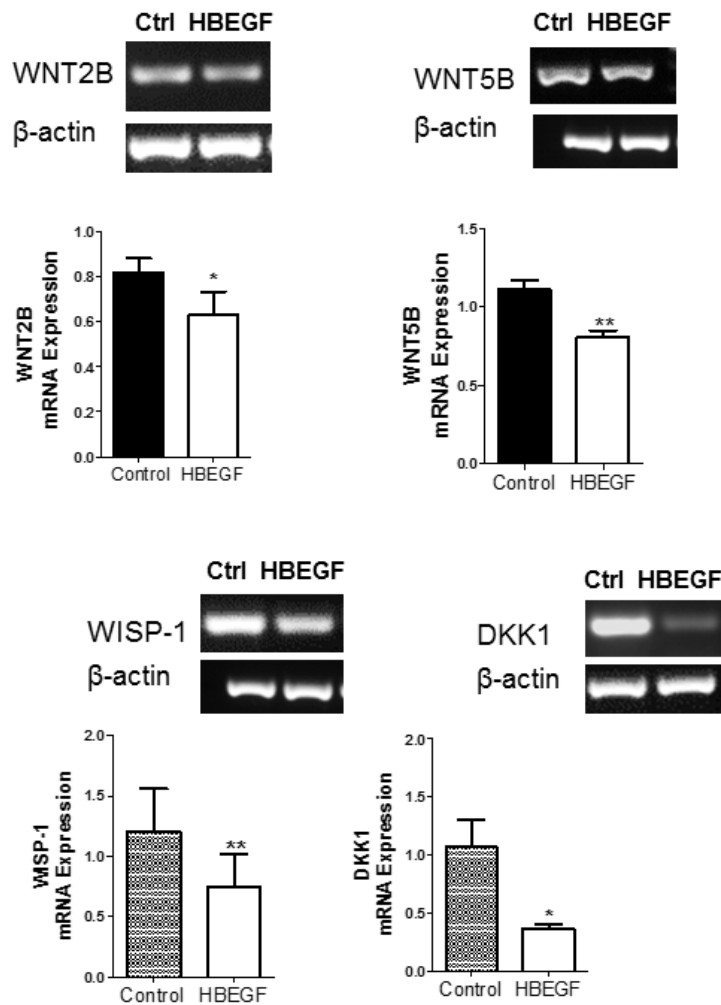 Ctrl HBEGF
WNT2B
β-actin
WNT2B
mRNA Expression
1.0
0.8
0.6
0.4
0.2
0.0
*
Control HBEGF
Ctrl HBEGF
WNT5B
β-actin
WNT5B
mRNA Expression
1.5
1.0
0.5
0.0
**
Control HBEGF
Ctrl HBEGF
WISP-1
β-actin
WISP-1
mRNA Expression
2.0
1.5
1.0
0.5
0.0
**
Control HBEGF
Ctrl HBEGF
DKK1
β-actin
DKK1
mRNA Expression
2.0
1.5
1.0
0.5
0.0
*
Control HBEGF